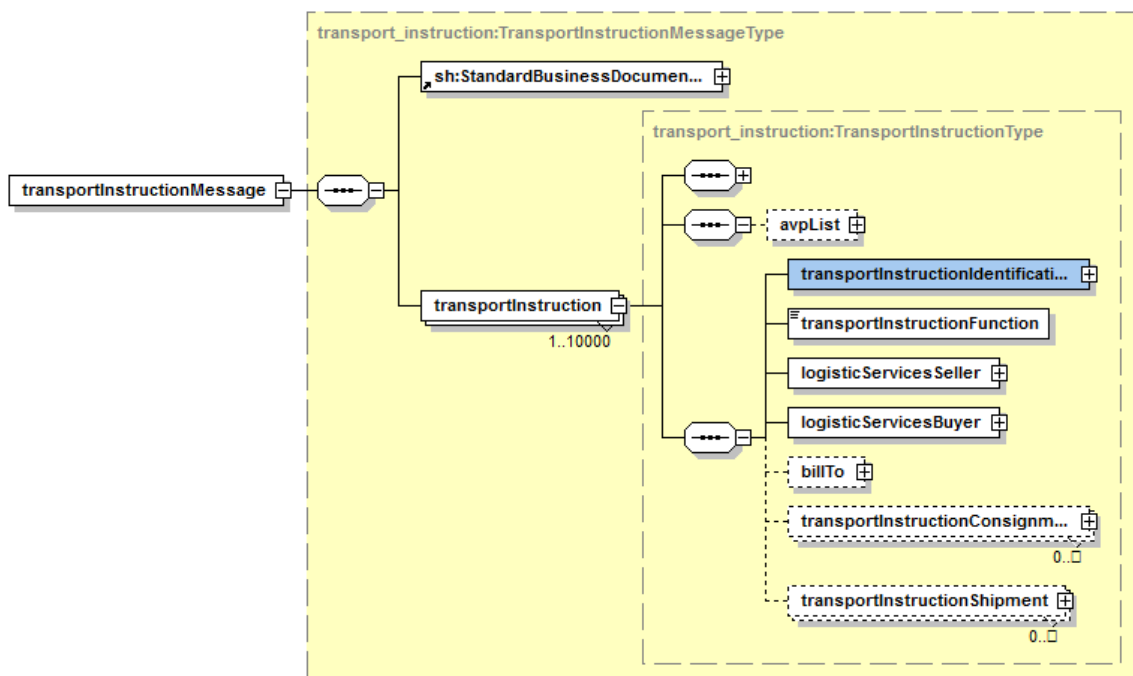 transport_instruction:TransportInstructionMessageType
sh:StandardBusinessDocumen...
transport_instruction:TransportInstructionType
transportInstructionMessage
avpList
transportInstructionIdentificati...
transportInstruction
1..10000
transportInstructionFunction
logisticServicesSeller
logisticServicesBuyer
billTo
transportInstructionConsignm...
0..□
transportInstructionShipment
0..□